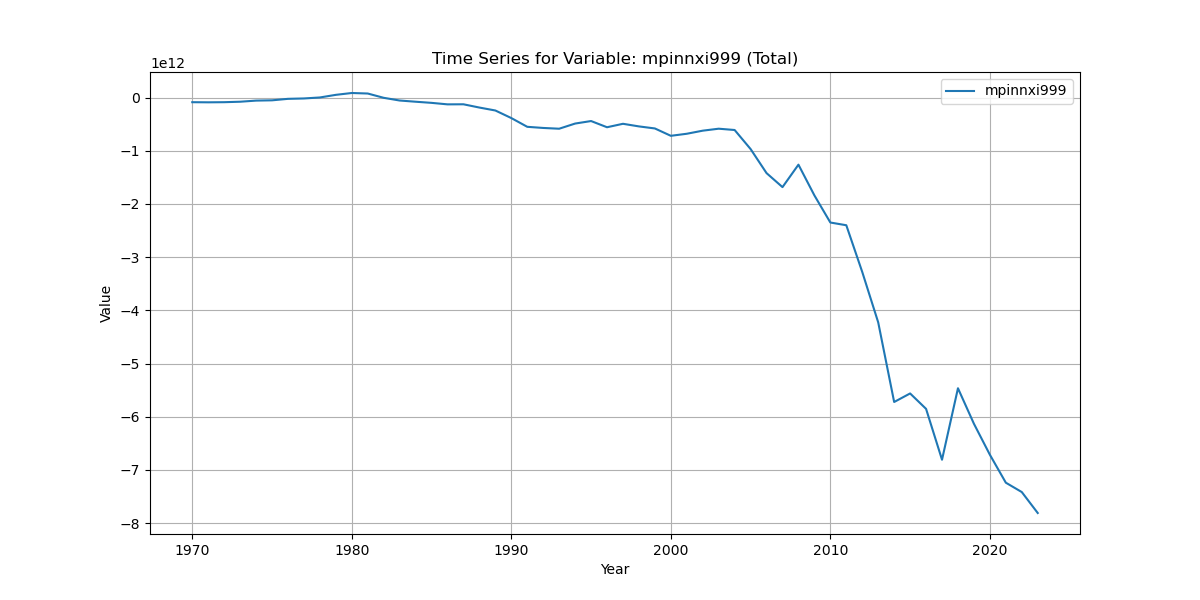 Time Series for Variable: mpinnxi999 (Total)
1e12
mpinnxi999
0
−1
−2
−3
−4
−5
−6
−7
−8
Value
1970 1980 1990 2000 2010 2020
Year